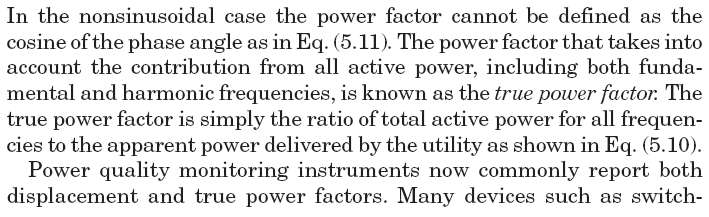 In the nonsinusoidal case the power factor cannot be defined as the
cosine of the phase angle as in Eq. (5.11). The power factor that takes into
account the contribution from all active power, including both funda-
mental and harmonic frequencies, is known as the true power factor. The
true power factor is simply the ratio of total active power for all frequen-
cies to the apparent power delivered by the utility as shown in Eq. (5.10).
Power quality monitoring instruments now commonly report both
displacement and true power factors. Many devices such as switch-